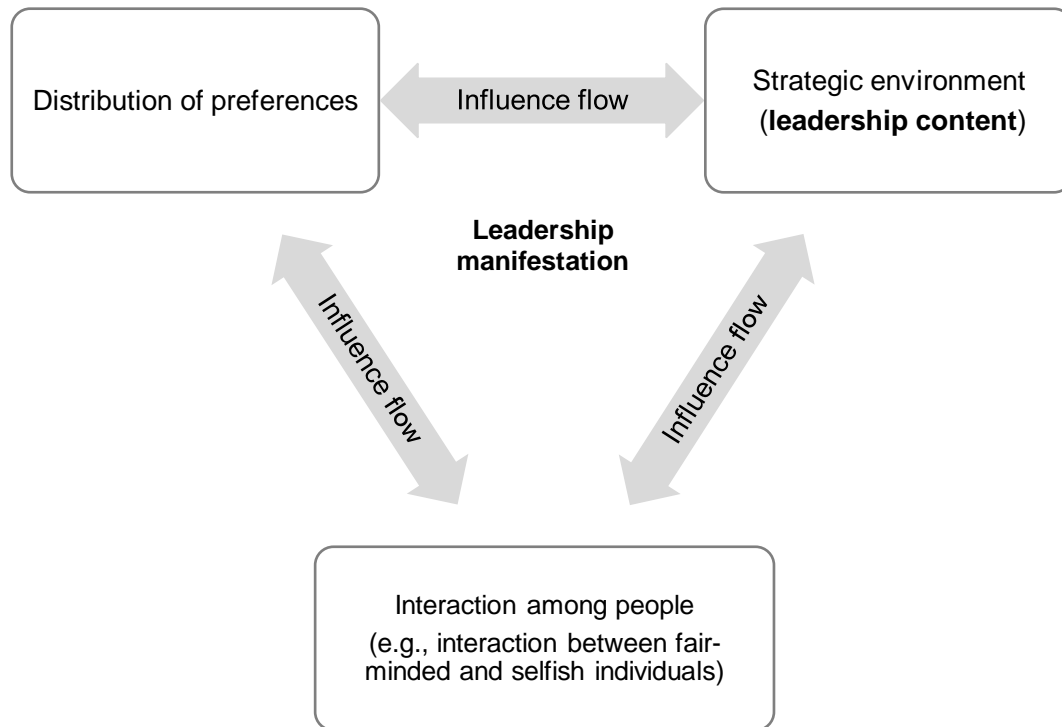 Distribution of preferences
Influence flow
Strategic environment
(leadership content)
Leadership
manifestation
Influence flow
Influence flow
Interaction among people
(e.g., interaction between fair-
minded and selfish individuals)